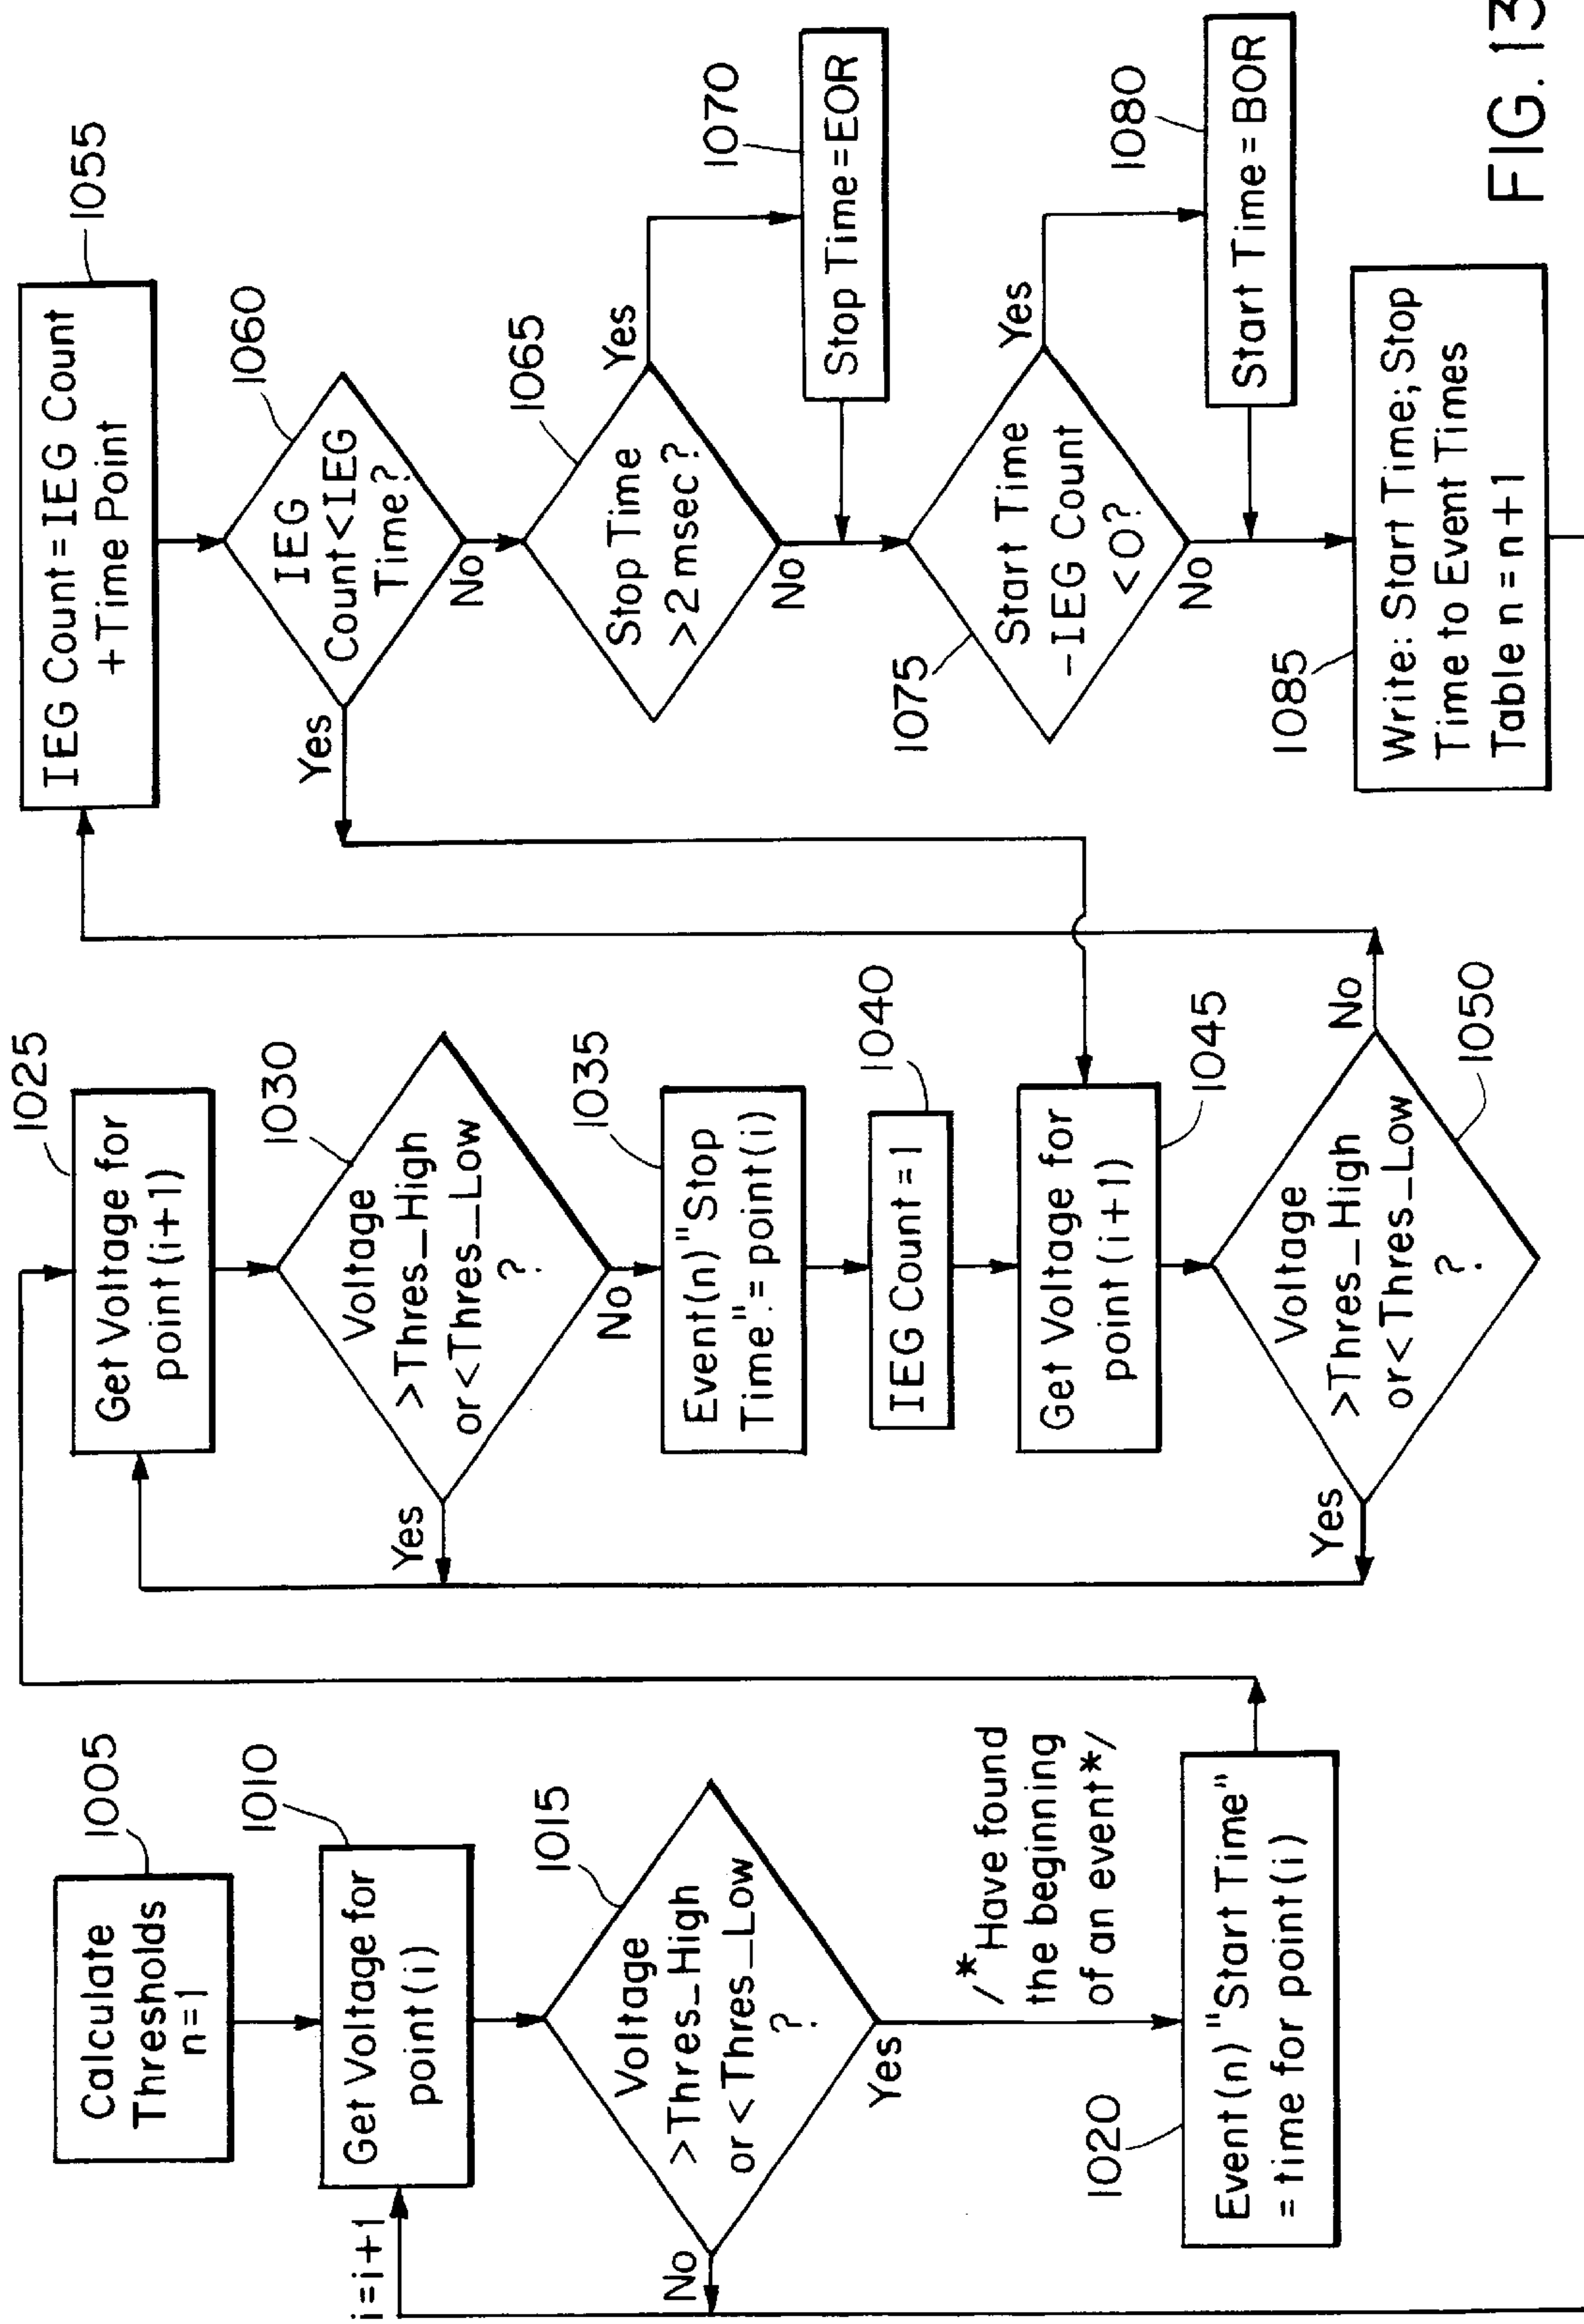 1005
Calculate
Thresholds
n=1
1010
i=i+1
Get Voltage for
point(i)
1015
Voltage
>Thres_High
or<Thres_Low
?
No
Yes
/*Have found
the beginning
of an event*/
1020
Event(n) "Start Time"
= time for point(i)
1025
Get Voltage for
point(i+1)
1030
Voltage
>Thres_High
or<Thres_Low
?
Yes
No
1035
Event(n)"Stop
Time".=point(i)
1040
IEG Count=1
Get Voltage for
point(i+1)
1045
Voltage
>Thres_High
or<Thres_Low
?
Yes
No
1050
1055
IEG Count=IEG Count
+Time Point
1060
IEG
Count<IEG
Time?
Yes
No
1065
Stop Time
>2 msec?
Yes
No
1070
Stop Time=EOR
1075
Start Time
-IEG Count
<0?
Yes
No
1080
Start Time=BOR
1085
Write: Start Time; Stop
Time to Event Times
Table n=n+1
FIG. 13